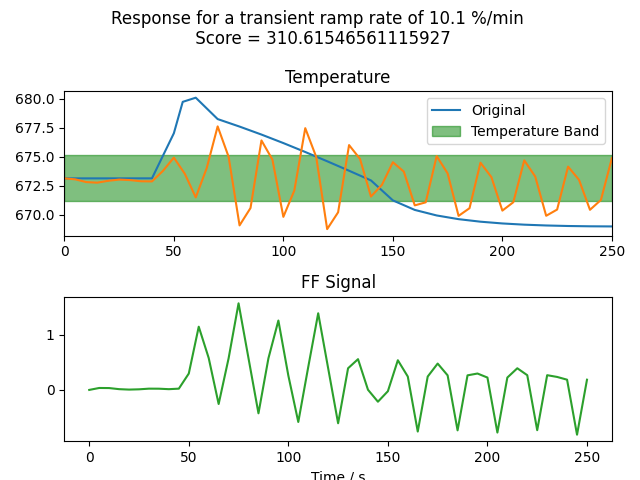 Response for a transient ramp rate of 10.1 %/min
Score = 310.61546561115927
Temperature
680.0
677.5
675.0
672.5
670.0
Original
Temperature Band
0 50 100 150 200 250
FF Signal
1
0
0 50 100 150 200 250
Time / s